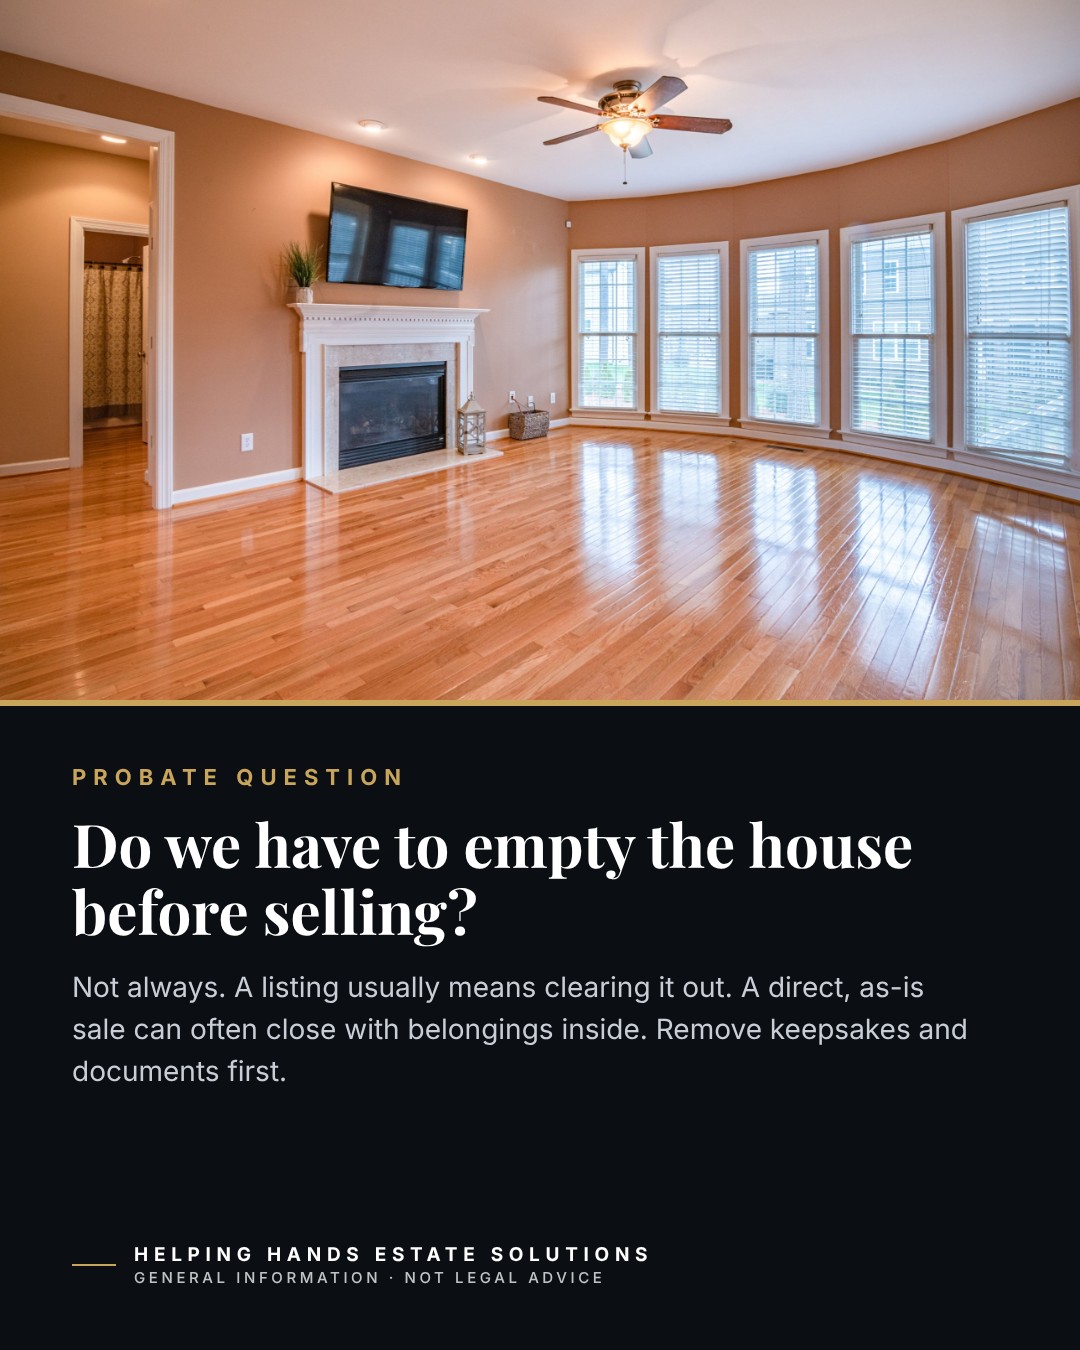 PROBATE QUESTION
Do we have to empty the house
before selling?
Not always. A listing usually means clearing it out. A direct, as-is
sale can often close with belongings inside. Remove keepsakes and
documents first.
HELPING HANDS ESTATE SOLUTIONS
GENERAL INFORMATION · NOT LEGAL ADVICE